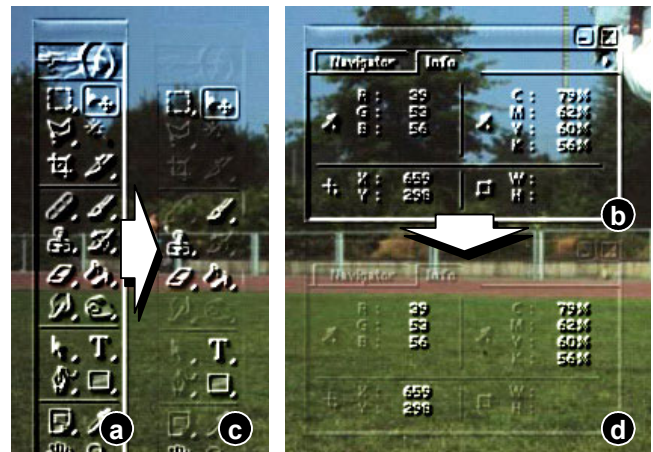 T.
T.
a
c
Navigator Info
R : 39 C : 79%
G : 53 M : 62%
B : 56 Y : 60%
K : 56%
X : 659 W :
Y : 298 H :
b
Navigator Info
R : 39 C : 79%
G : 53 M : 62%
B : 56 Y : 60%
K : 56%
X : 659 W :
Y : 298 H :
d